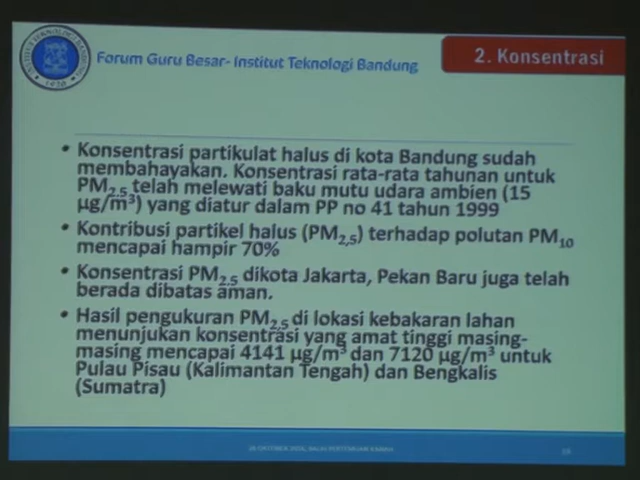 Forum Guru Besar- Institut Teknologi Bandung
2. Konsentrasi
• Konsentrasi partikulat halus di kota Bandung sudah
membahayakan. Konsentrasi rata-rata tahunan untuk
PM2.5 telah melewati baku mutu udara ambien (15
µg/m³) yang diatur dalam PP no 41 tahun 1999
• Kontribusi partikel halus (PM2,5) terhadap polutan PM10
mencapai hampir 70%
• Konsentrasi PM2.5 dikota Jakarta, Pekan Baru juga telah
berada dibatas aman.
• Hasil pengukuran PM2,5 di lokasi kebakaran lahan
menunjukan konsentrasi yang amat tinggi masing-
masing mencapai 4141 µg/m³ dan 7120 µg/m³ untuk
Pulau Pisau (Kalimantan Tengah) dan Bengkalis
(Sumatra)